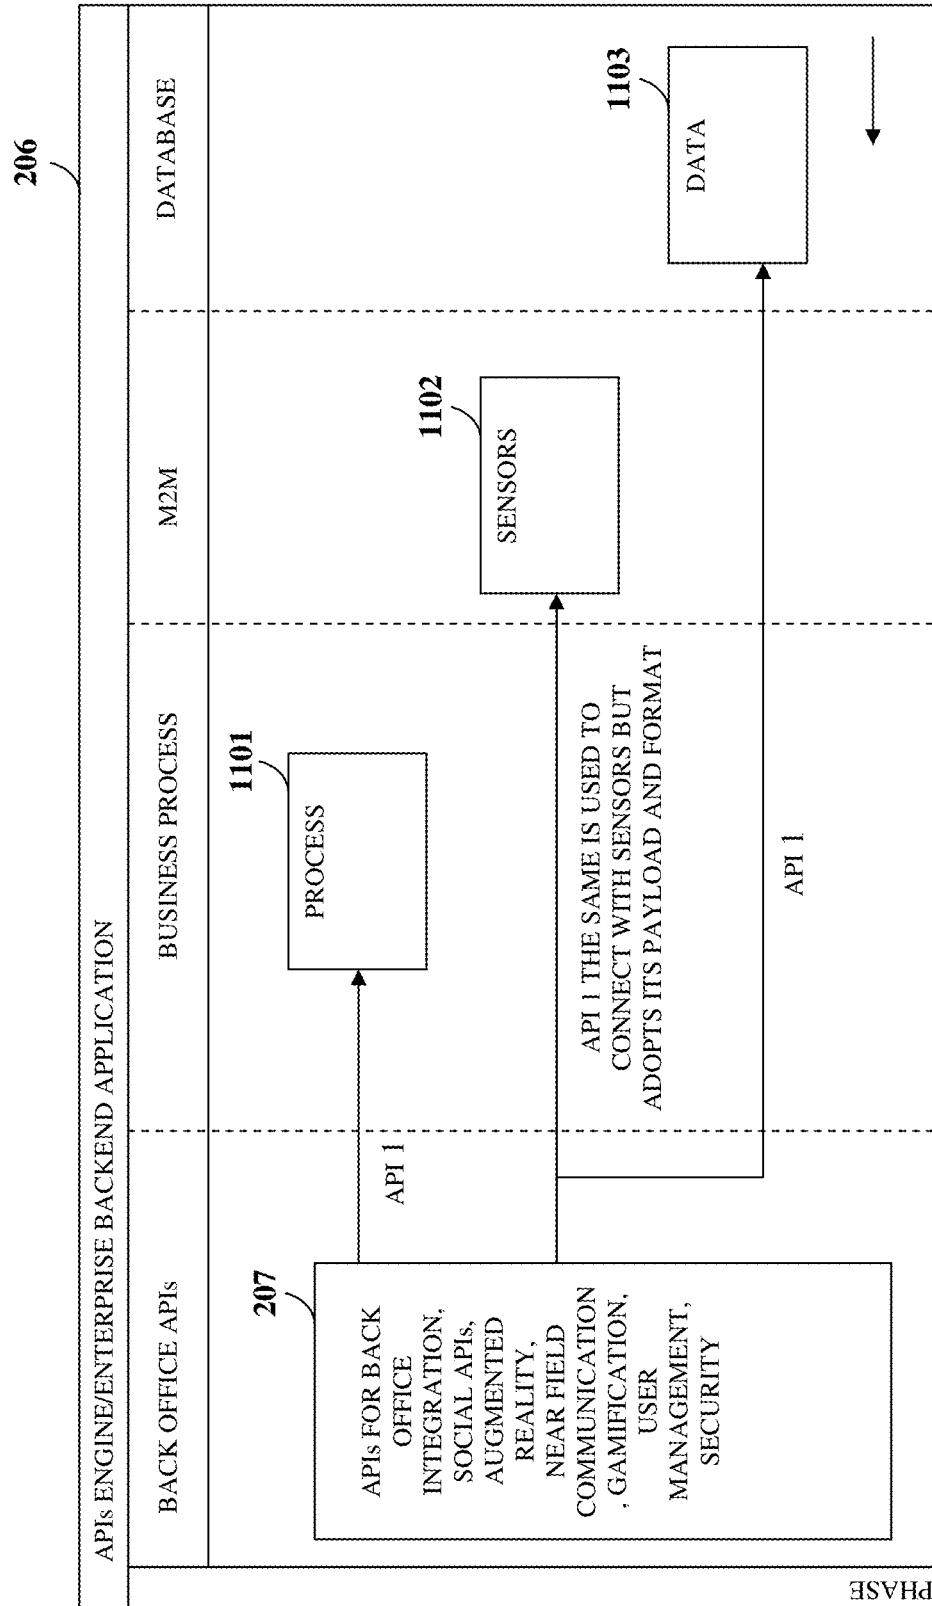 206
APIs ENGINE/ENTERPRISE BACKEND APPLICATION
BACK OFFICE APIs
BUSINESS PROCESS
M2M
DATABASE
207
APIs FOR BACK
OFFICE
INTEGRATION,
SOCIAL APIs,
AUGMENTED
REALITY,
NEAR FIELD
COMMUNICATION
, GAMIFICATION,
USER
MANAGEMENT,
SECURITY
API 1
1101
PROCESS
1102
SENSORS
API 1 THE SAME IS USED TO
CONNECT WITH SENSORS BUT
ADOPTS ITS PAYLOAD AND FORMAT
API 1
1103
DATA
PHASE